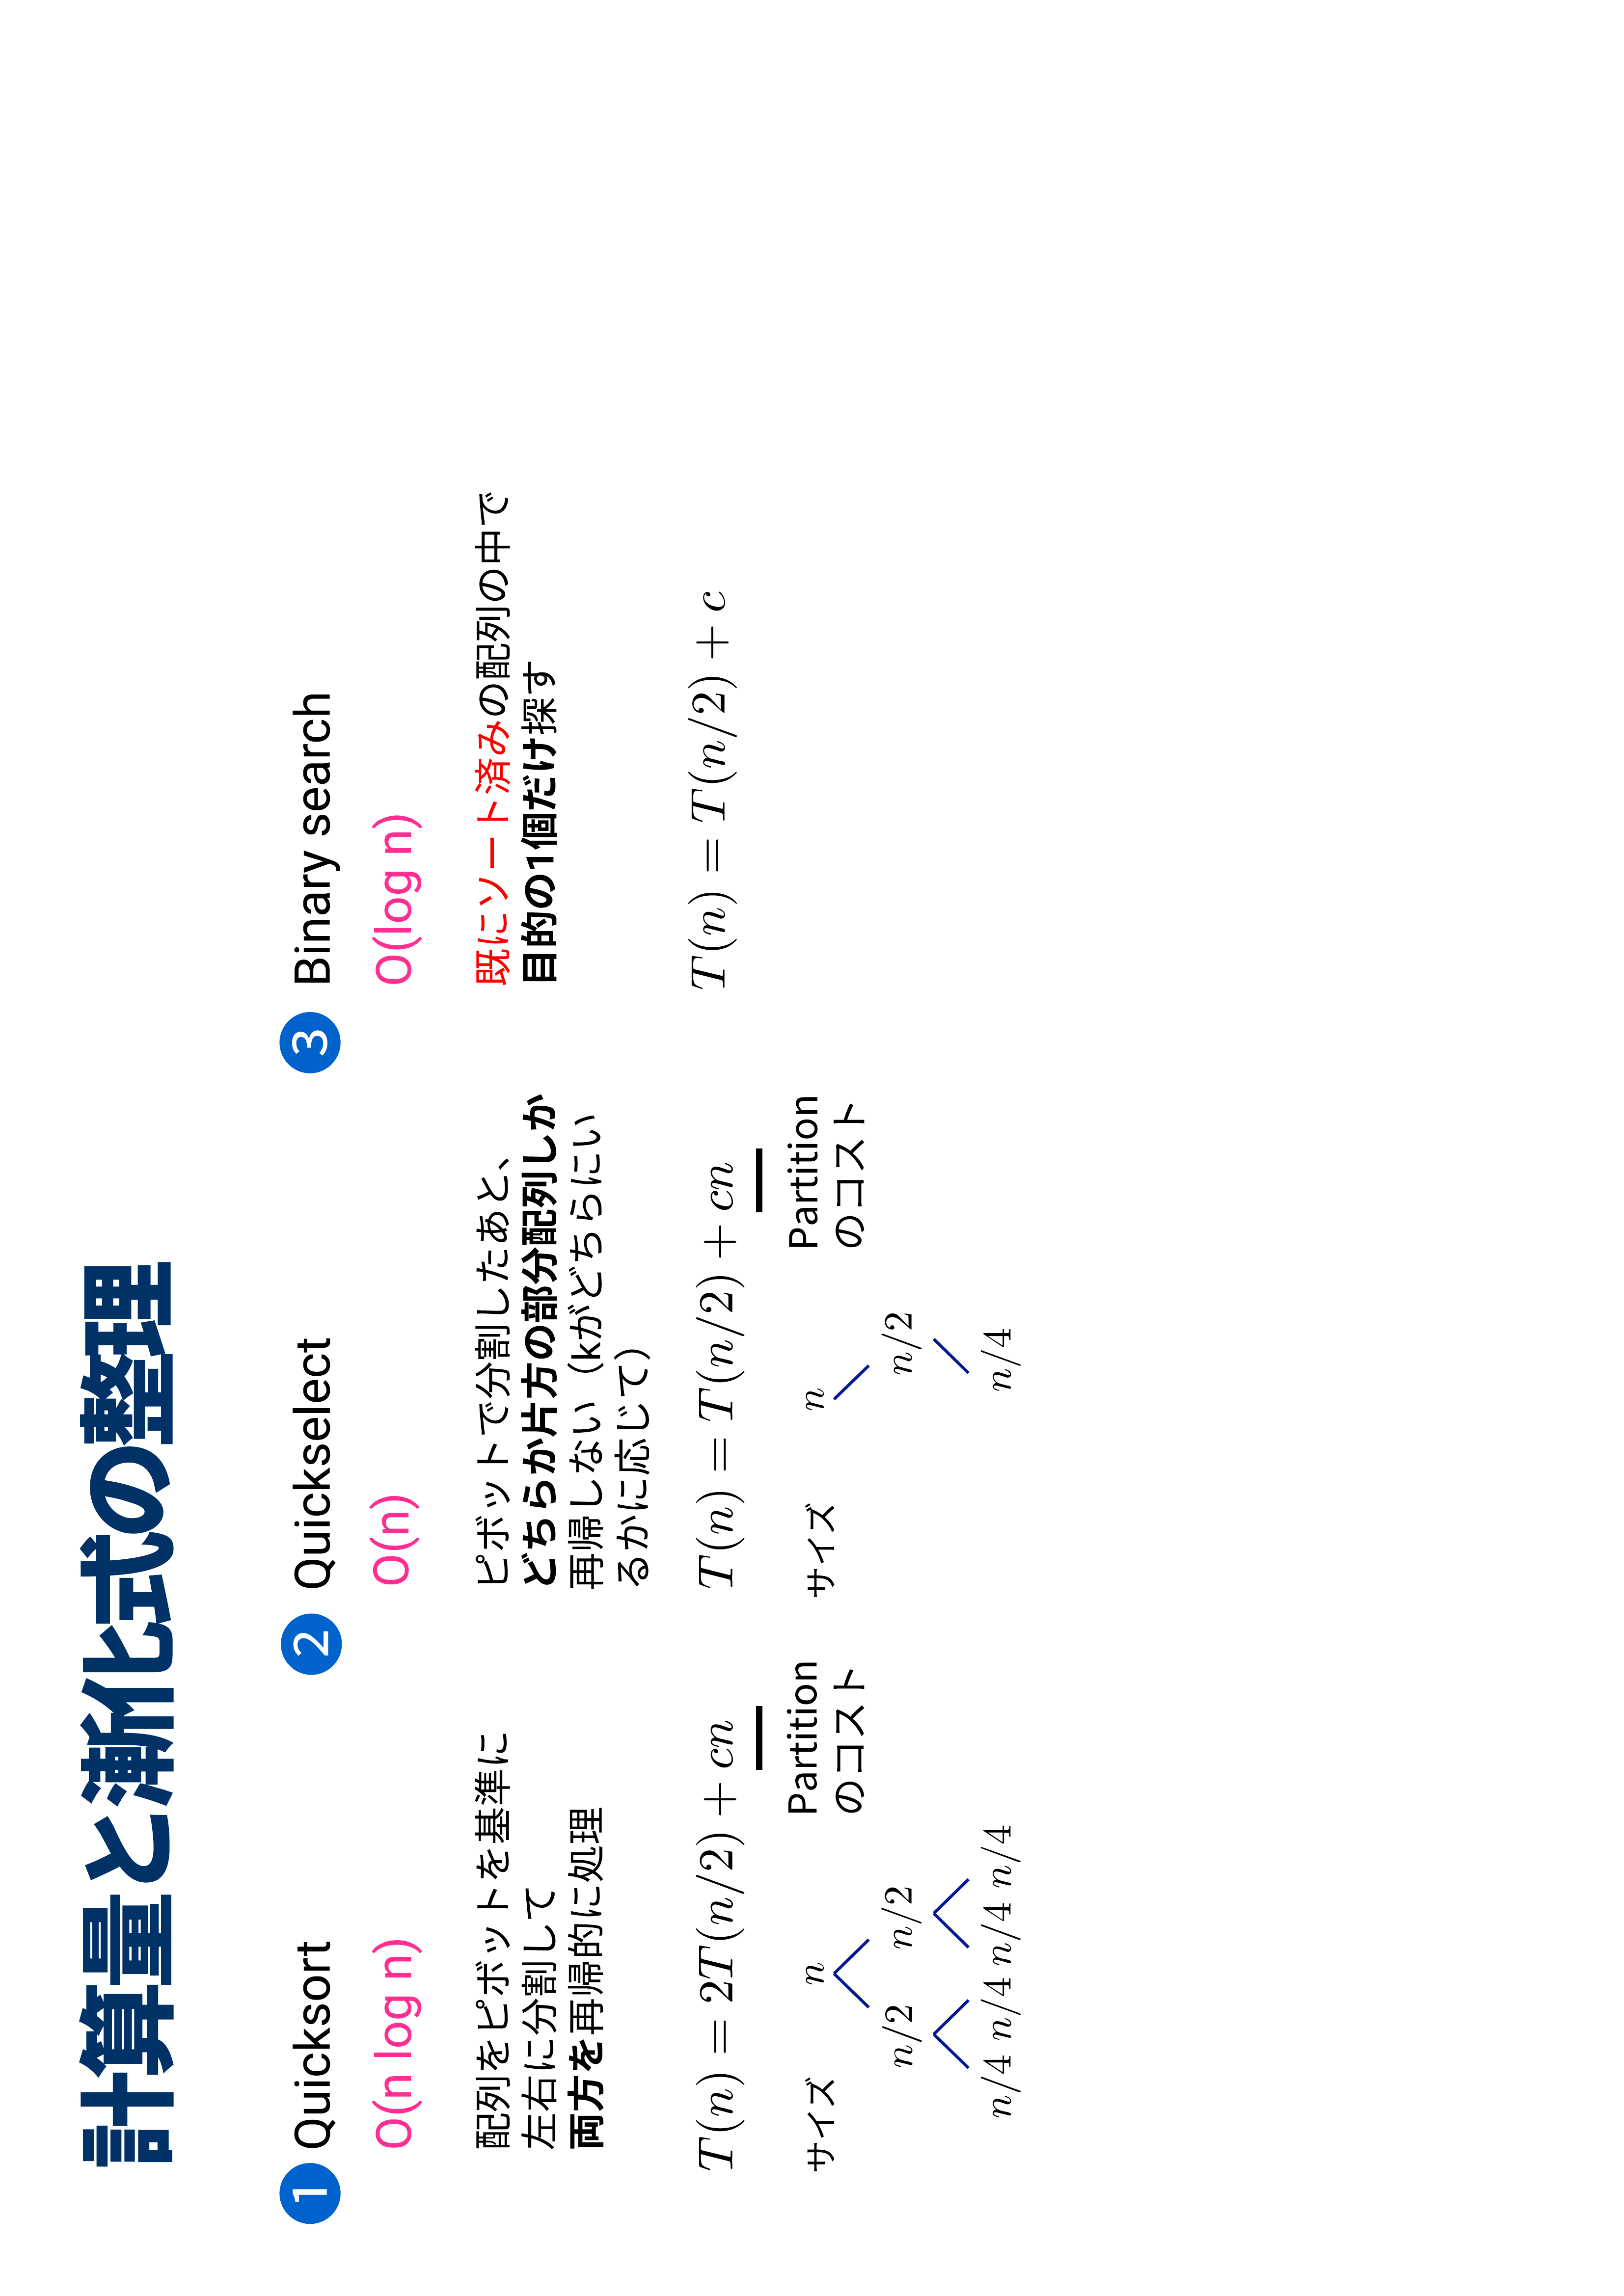 計算量と漸化式の整理
1 Quicksort
O(n log n)
配列をピボットを基準に
左右に分割して
両方を再帰的に処理
T(n) = 2T(n/2) + cn
Partition
のコスト
サイズ
n
n/2 n/2
n/4 n/4 n/4 n/4
2 Quickselect
O(n)
ピボットで分割したあと、
どちらか片方の部分配列しか
再帰しない（kがどちらにい
るかに応じて）
T(n) = T(n/2) + cn
Partition
のコスト
サイズ
n
n/2
n/4
3 Binary search
O(log n)
既にソート済みの配列の中で
目的の1個だけ探す
T(n) = T(n/2) + c